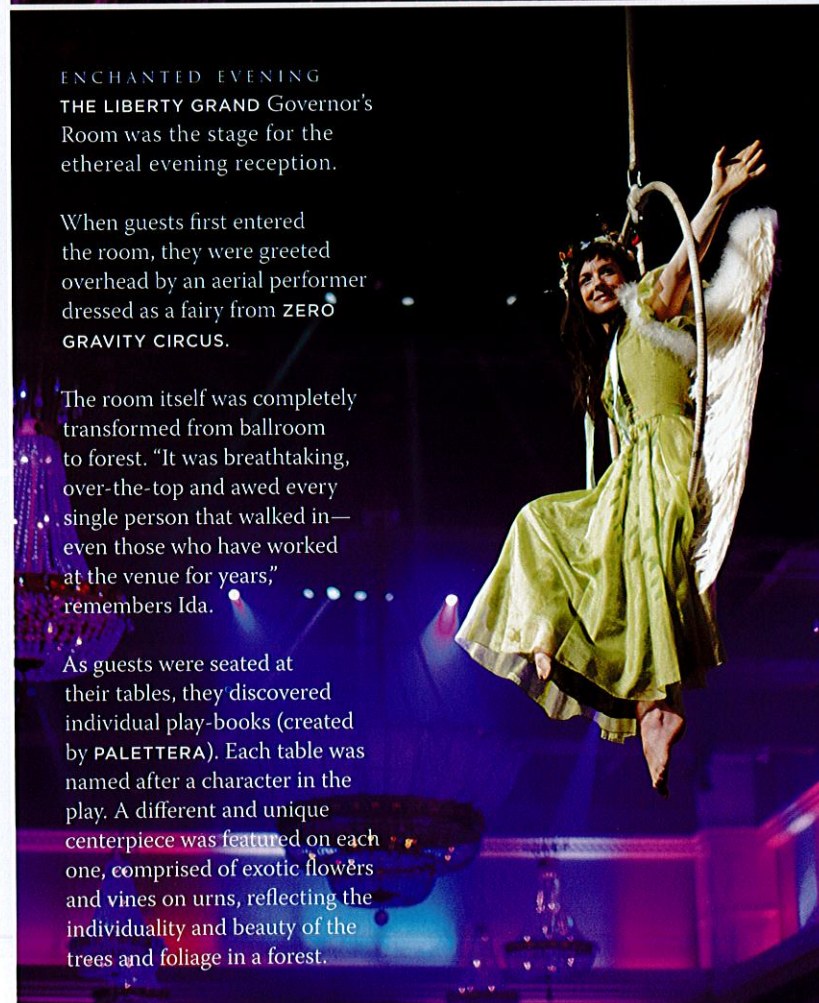 ENCHANTED EVENING
THE LIBERTY GRAND Governor's
Room was the stage for the
ethereal evening reception.
When guests first entered
the room, they were greeted
overhead by an aerial performer
dressed as a fairy from ZERO
GRAVITY CIRCUS.
The room itself was completely
transformed from ballroom
to forest. “It was breathtaking,
over-the-top and awed every
single person that walked in—
even those who have worked
at the venue for years,”
remembers Ida.
As guests were seated at
their tables, they discovered
individual play-books (created
by PALETTERA). Each table was
named after a character in the
play. A different and unique
centerpiece was featured on each
one, comprised of exotic flowers
and vines on urns, reflecting the
individuality and beauty of the
trees and foliage in a forest.